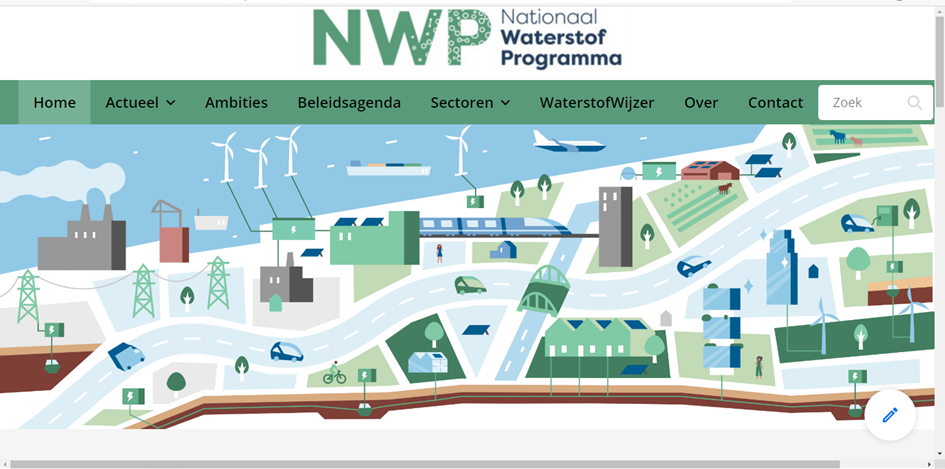 NWP
Nationaal
Waterstof
Programma
Home Actueel Ambities Beleidsagenda Sectoren WaterstofWijzer Over Contact Zoek